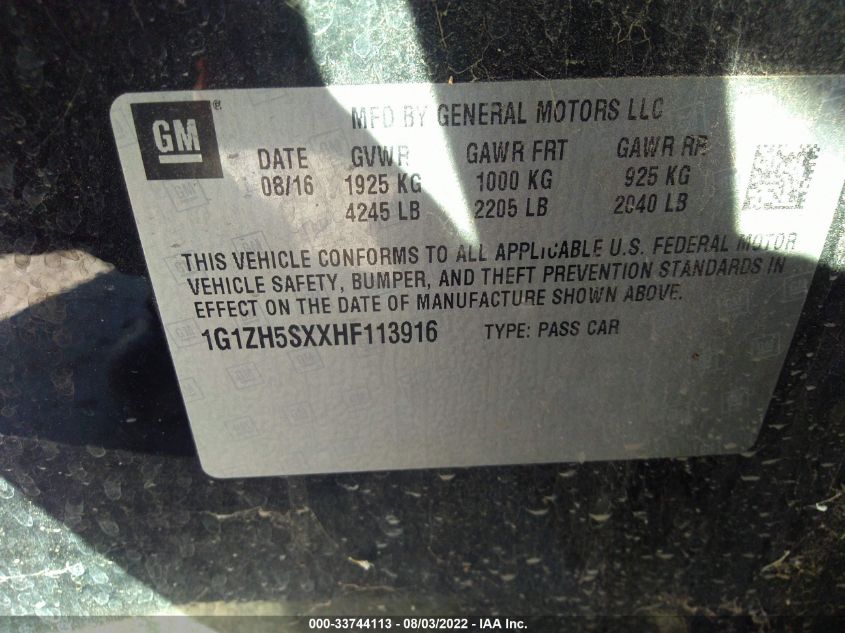 GM ®
MFD BY GENERAL MOTORS LLC
DATE GVWR GAWR FRT GAWR RR
08/16 1925 KG 1000 KG 925 KG
4245 LB 2205 LB 2040 LB
THIS VEHICLE CONFORMS TO ALL APPLICABLE U.S. FEDERAL MOTOR
VEHICLE SAFETY, BUMPER, AND THEFT PREVENTION STANDARDS IN
EFFECT ON THE DATE OF MANUFACTURE SHOWN ABOVE.
1G1ZH5SXXHF113916 TYPE: PASS CAR
000-33744113 - 08/03/2022 - IAA Inc.